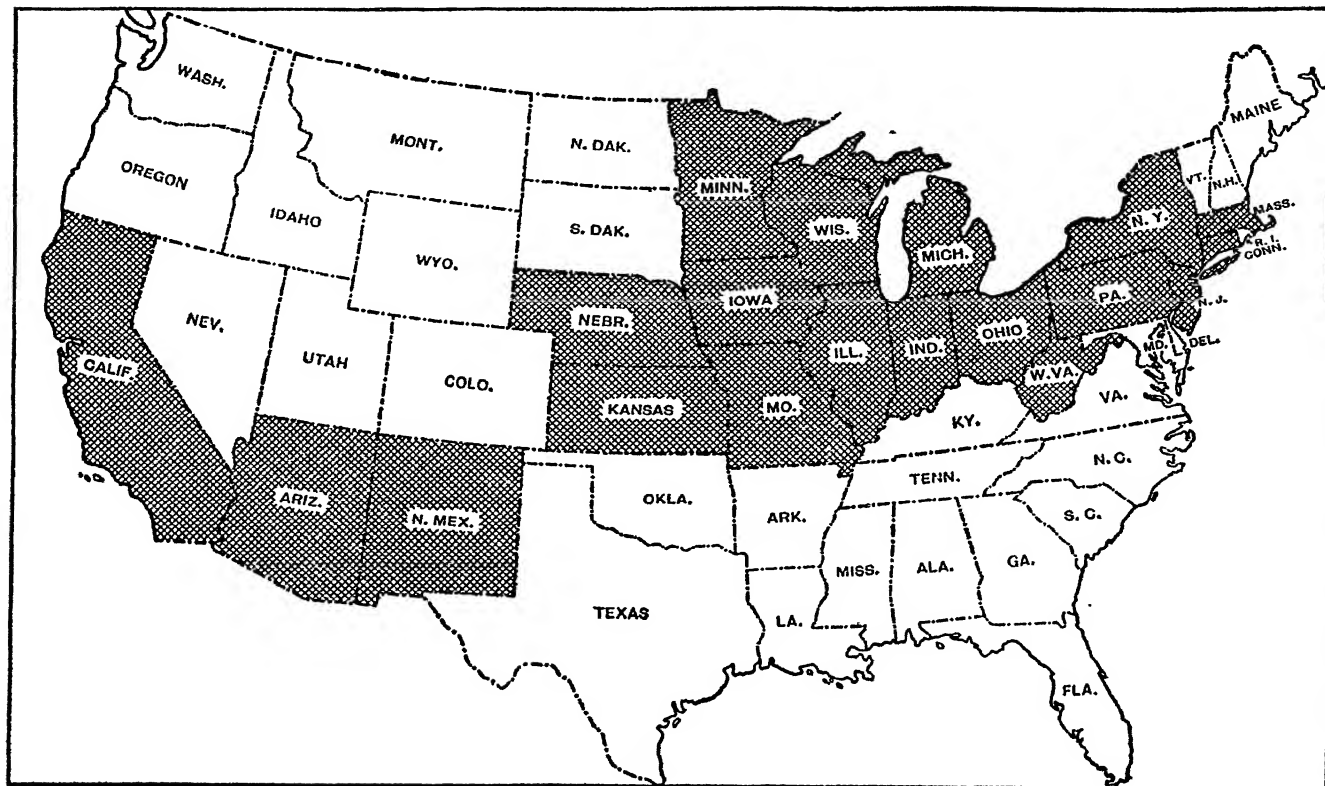 WASH.
MONT.
N. DAK.
MINN.
MAINE
VT.
N.H.
OREGON
IDAHO
S. DAK.
WIS.
MICH.
N. Y.
MASS.
R. I.
CONN.
WYO.
IOWA
PA.
N. J.
NEV.
NEBR.
ILL.
IND.
OHIO
MD.
DEL.
CALIF
UTAH
COLO.
KANSAS
MO.
W.VA.
VA.
KY.
ARIZ.
N. MEX.
OKLA.
ARK.
TENN.
N. C.
S. C.
TEXAS
LA.
MISS.
ALA.
GA.
FLA.